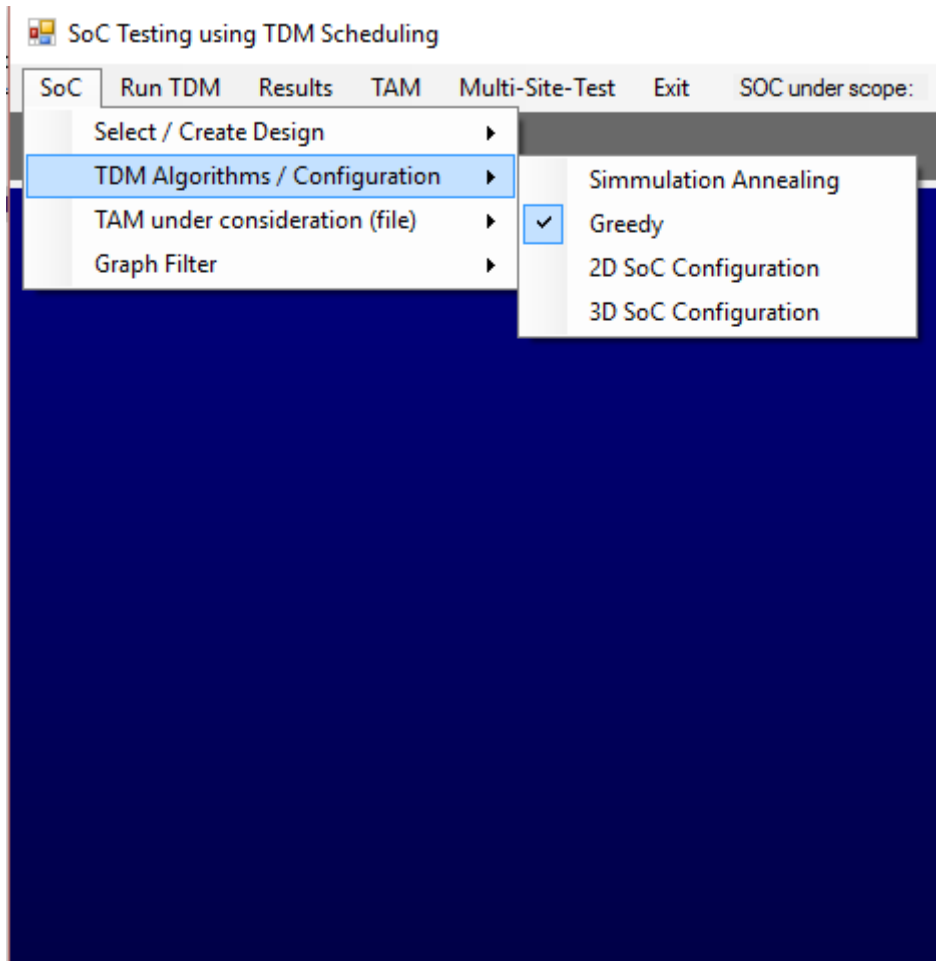 SoC Testing using TDM Scheduling
SoC Run TDM Results TAM Multi-Site-Test Exit SOC under scope:
Select / Create Design
TDM Algorithms / Configuration
TAM under consideration (file)
Graph Filter
Simmulation Annealing
Greedy
2D SoC Configuration
3D SoC Configuration